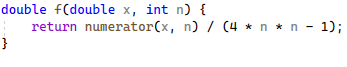 double f(double x, int n) {
    return numerator(x, n) / (4 * n * n - 1);
}